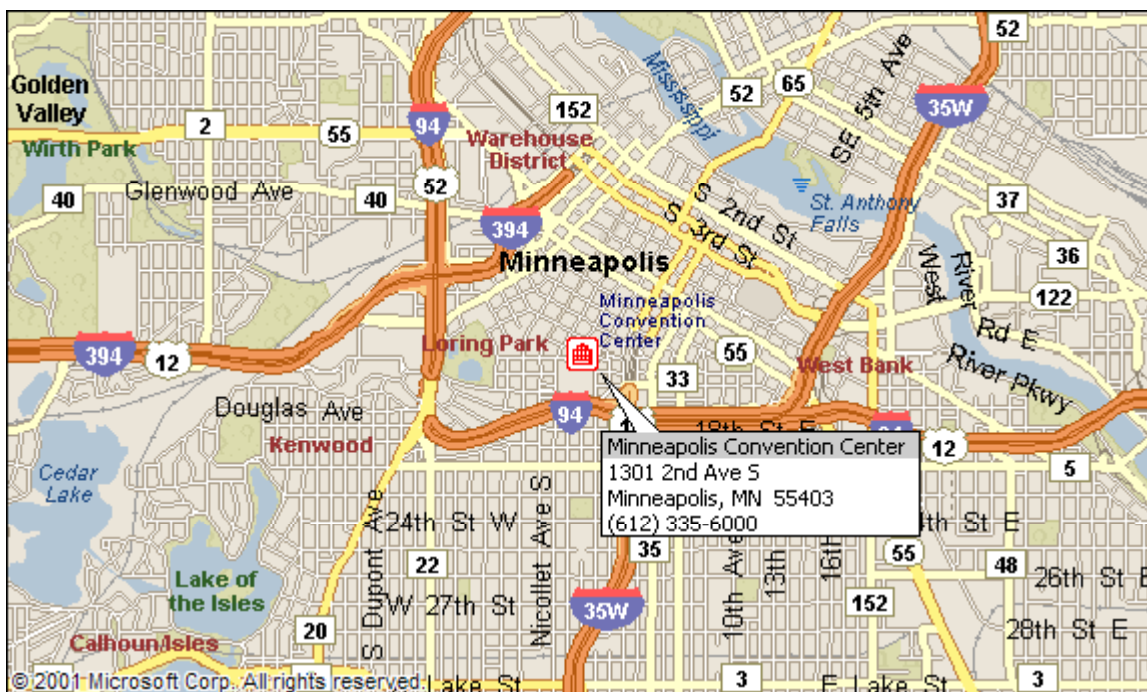 52
Golden
Valley
Mississippi
65
52
SE 5th Ave
35W
152
94
2
55
Warehouse
District
Wirth Park
52
40
Glenwood Ave
40
S 2nd St
St. Anthony
Falls
37
394
S 3rd St
36
Minneapolis
West
River
Rd E
122
Minneapolis
Convention
Center
Loring Park
55
West Bank
River Pkwy
394
12
33
Douglas Ave
94
18th St E
Kenwood
Minneapolis Convention Center
1301 2nd Ave S
Minneapolis, MN 55403
(612) 335-6000
12
5
Cedar
Lake
24th St W
Nicollet Ave S
S Dupont Ave
4th St E
22
35
10th Ave
13th
16th
55
48
26th St E
Lake of
the Isles
W 27th St
35W
152
28th St E
20
Calhoun/Isles
© 2001 Microsoft Corp. All rights reserved.
Lake St
3
E Lake St
3